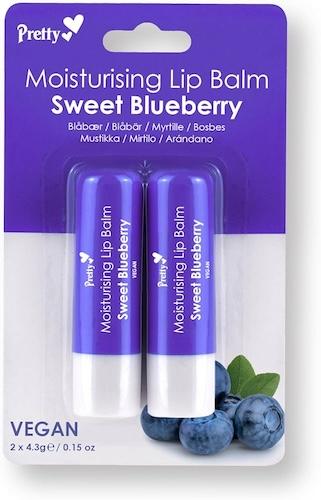 Pretty
Moisturising Lip Balm
Sweet Blueberry
Blåbær / Blåbär / Myrtille / Bosbes
Mustikka / Mirtilo / Arándano
Pretty
Moisturising Lip Balm
Sweet Blueberry
VEGAN
Pretty
Moisturising Lip Balm
Sweet Blueberry
VEGAN
VEGAN
2 x 4.3g℮ / 0.15 oz